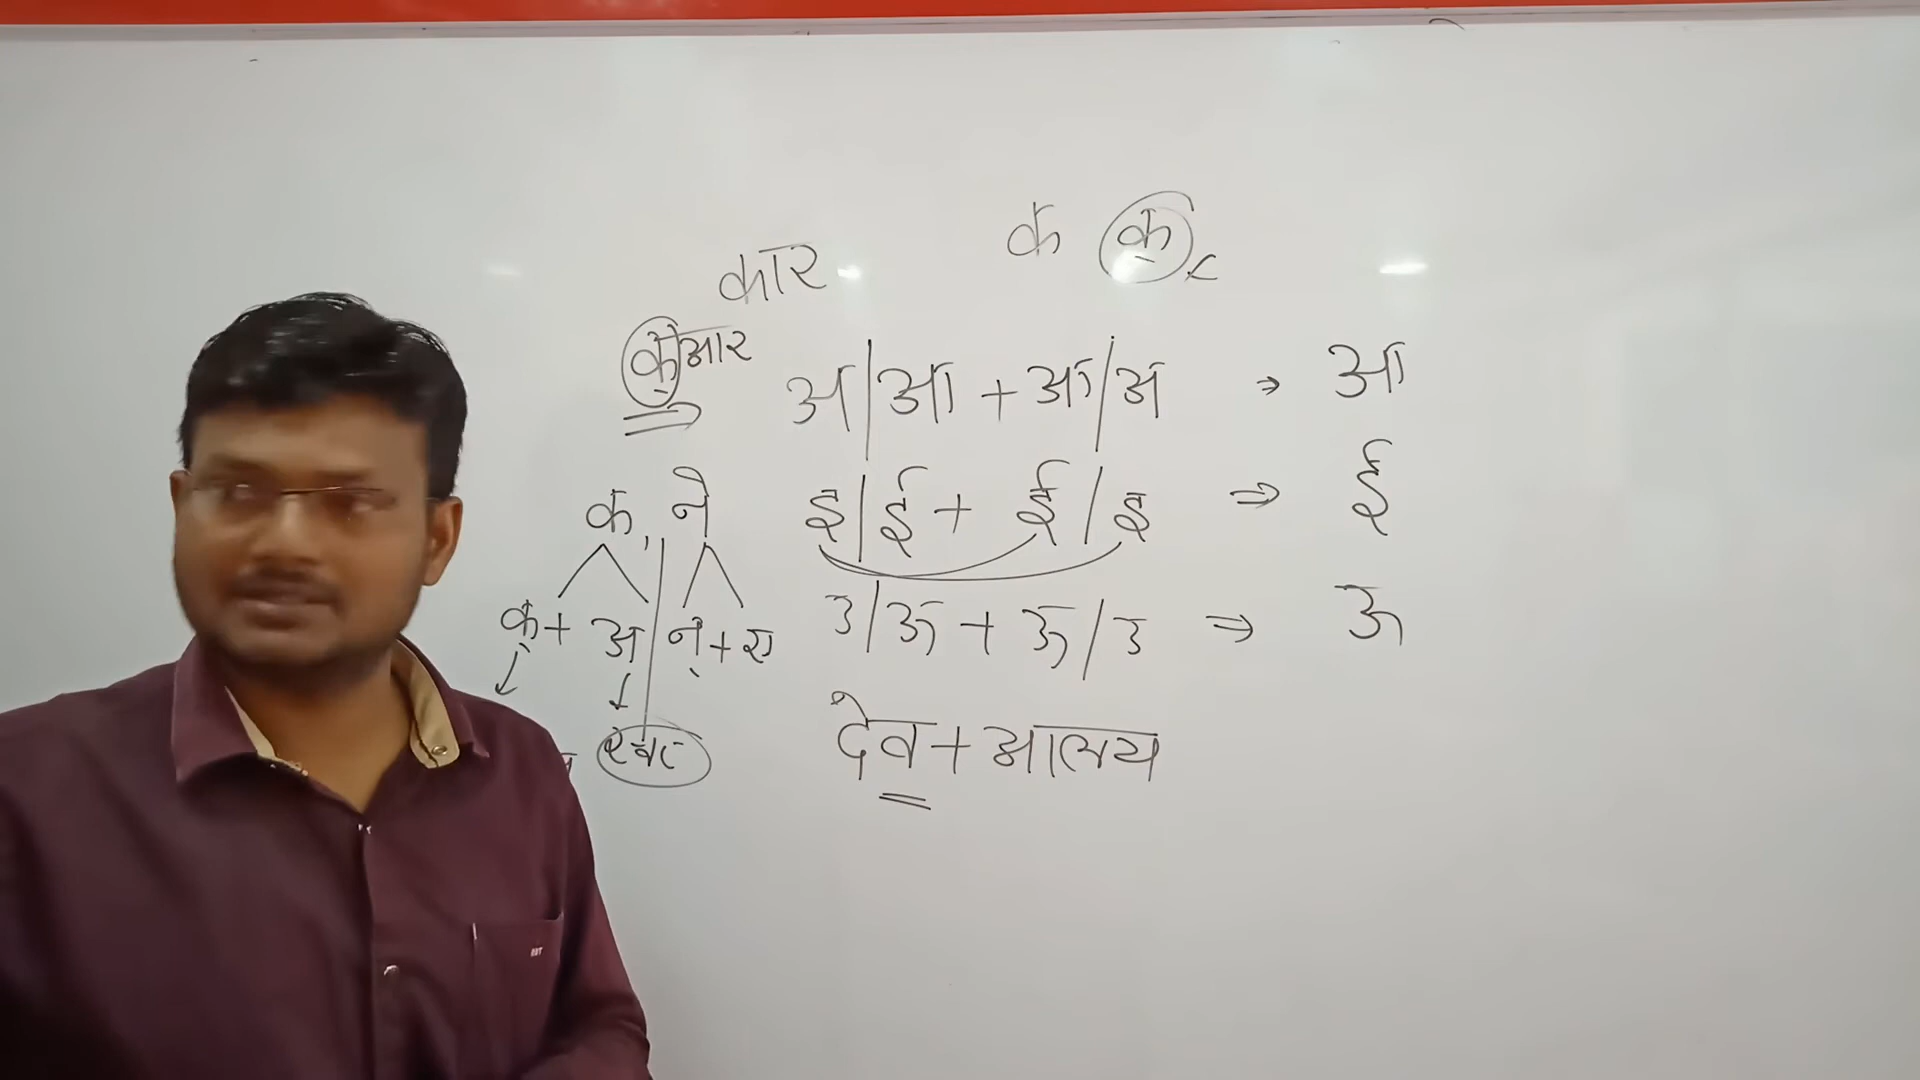 क क्
कार
क्आर
अ/आ + आ/अ → आ
इ/ई + ई/इ ⇒ ई
क, ने
उ/ऊ + ऊ/उ ⇒ ऊ
क् + अ / न् + ए
स्वर
देव + आलय